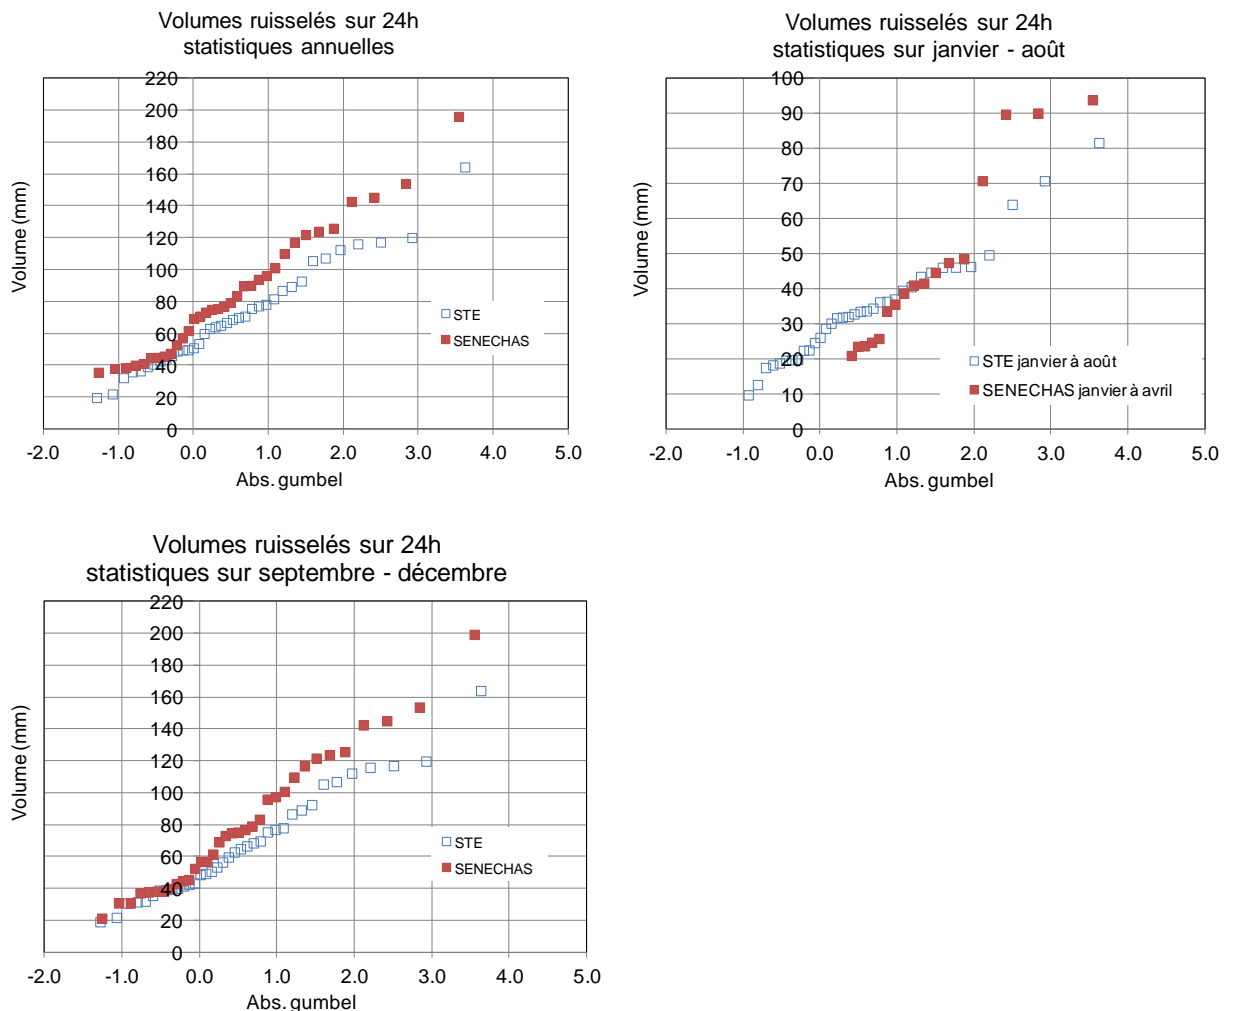 Volumes ruisselés sur 24h
statistiques annuelles
220
200
180
160
140
120
100
80
60
40
20
0
-2.0 -1.0 0.0 1.0 2.0 3.0 4.0 5.0
Volume (mm)
Abs. gumbel
STE
SENECHAS
Volumes ruisselés sur 24h
statistiques sur janvier - août
100
90
80
70
60
50
40
30
20
10
0
-2.0 -1.0 0.0 1.0 2.0 3.0 4.0 5.0
Volume (mm)
Abs. gumbel
STE janvier à août
SENECHAS janvier à avril
Volumes ruisselés sur 24h
statistiques sur septembre - décembre
220
200
180
160
140
120
100
80
60
40
20
0
-2.0 -1.0 0.0 1.0 2.0 3.0 4.0 5.0
Volume (mm)
Abs. gumbel
STE
SENECHAS